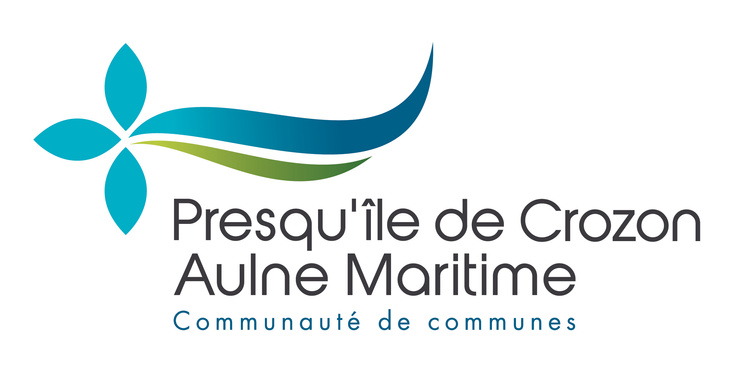 Presqu'île de Crozon
Aulne Maritime
Communauté de communes